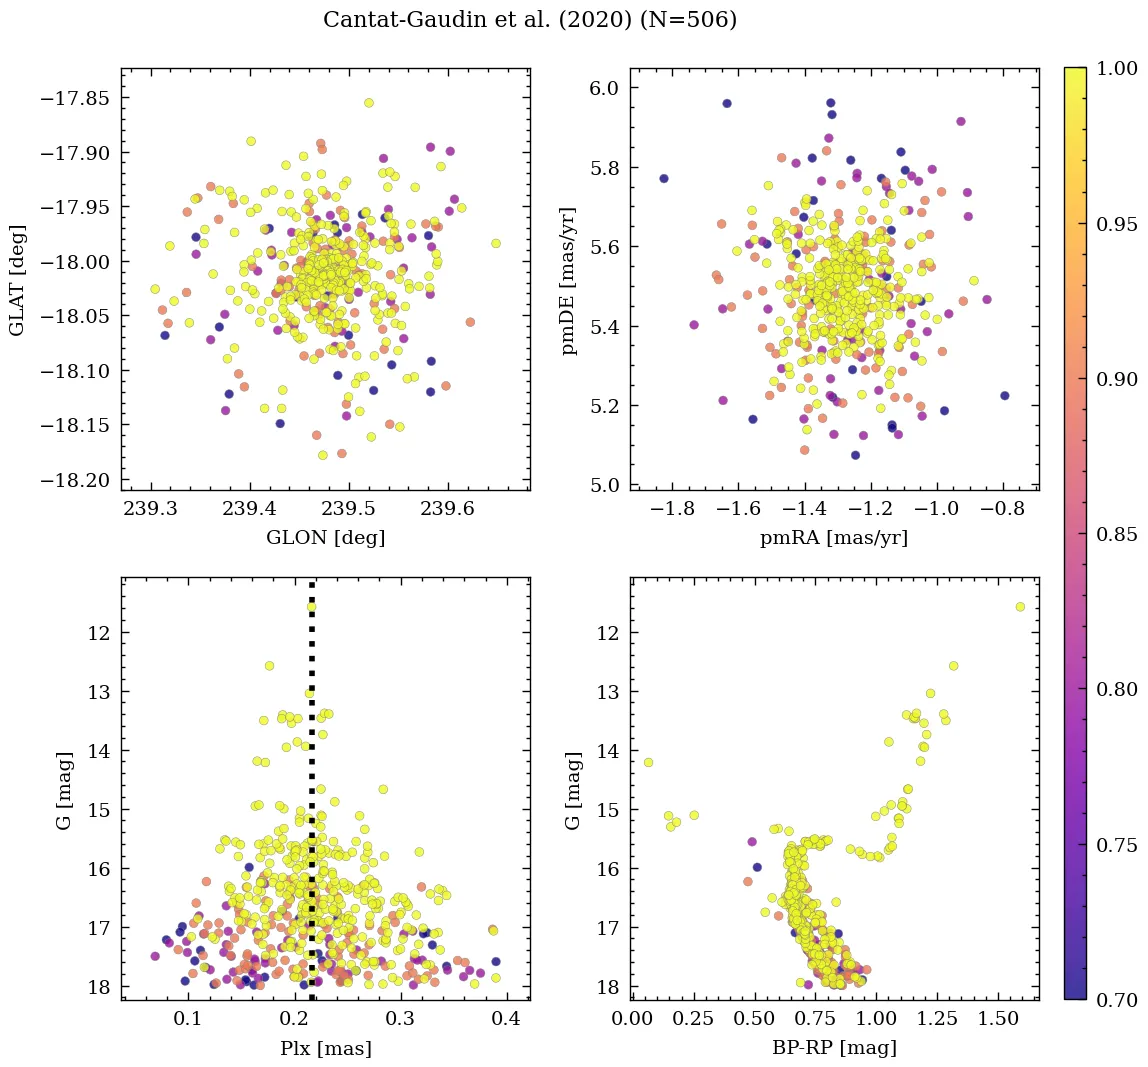 Cantat-Gaudin et al. (2020) (N=506)
−17.85
−17.90
−17.95
−18.00
−18.05
−18.10
−18.15
−18.20
GLAT [deg]
239.3 239.4 239.5 239.6
GLON [deg]
6.0
5.8
5.6
5.4
5.2
5.0
pmDE [mas/yr]
−1.8 −1.6 −1.4 −1.2 −1.0 −0.8
pmRA [mas/yr]
12
13
14
15
16
17
18
G [mag]
0.1 0.2 0.3 0.4
Plx [mas]
12
13
14
15
16
17
18
G [mag]
0.00 0.25 0.50 0.75 1.00 1.25 1.50
BP-RP [mag]
1.00
0.95
0.90
0.85
0.80
0.75
0.70